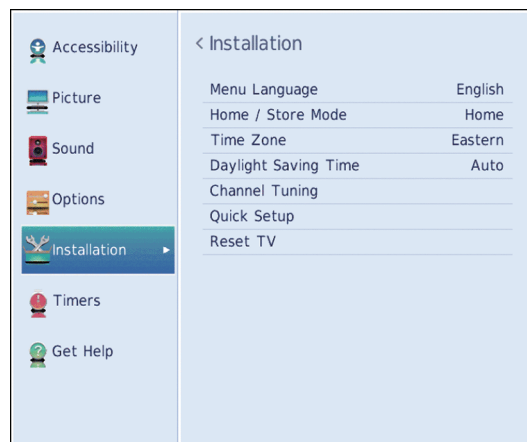 Accessibility
Picture
Sound
Options
Installation
Timers
Get Help
< Installation
Menu Language English
Home / Store Mode Home
Time Zone Eastern
Daylight Saving Time Auto
Channel Tuning
Quick Setup
Reset TV